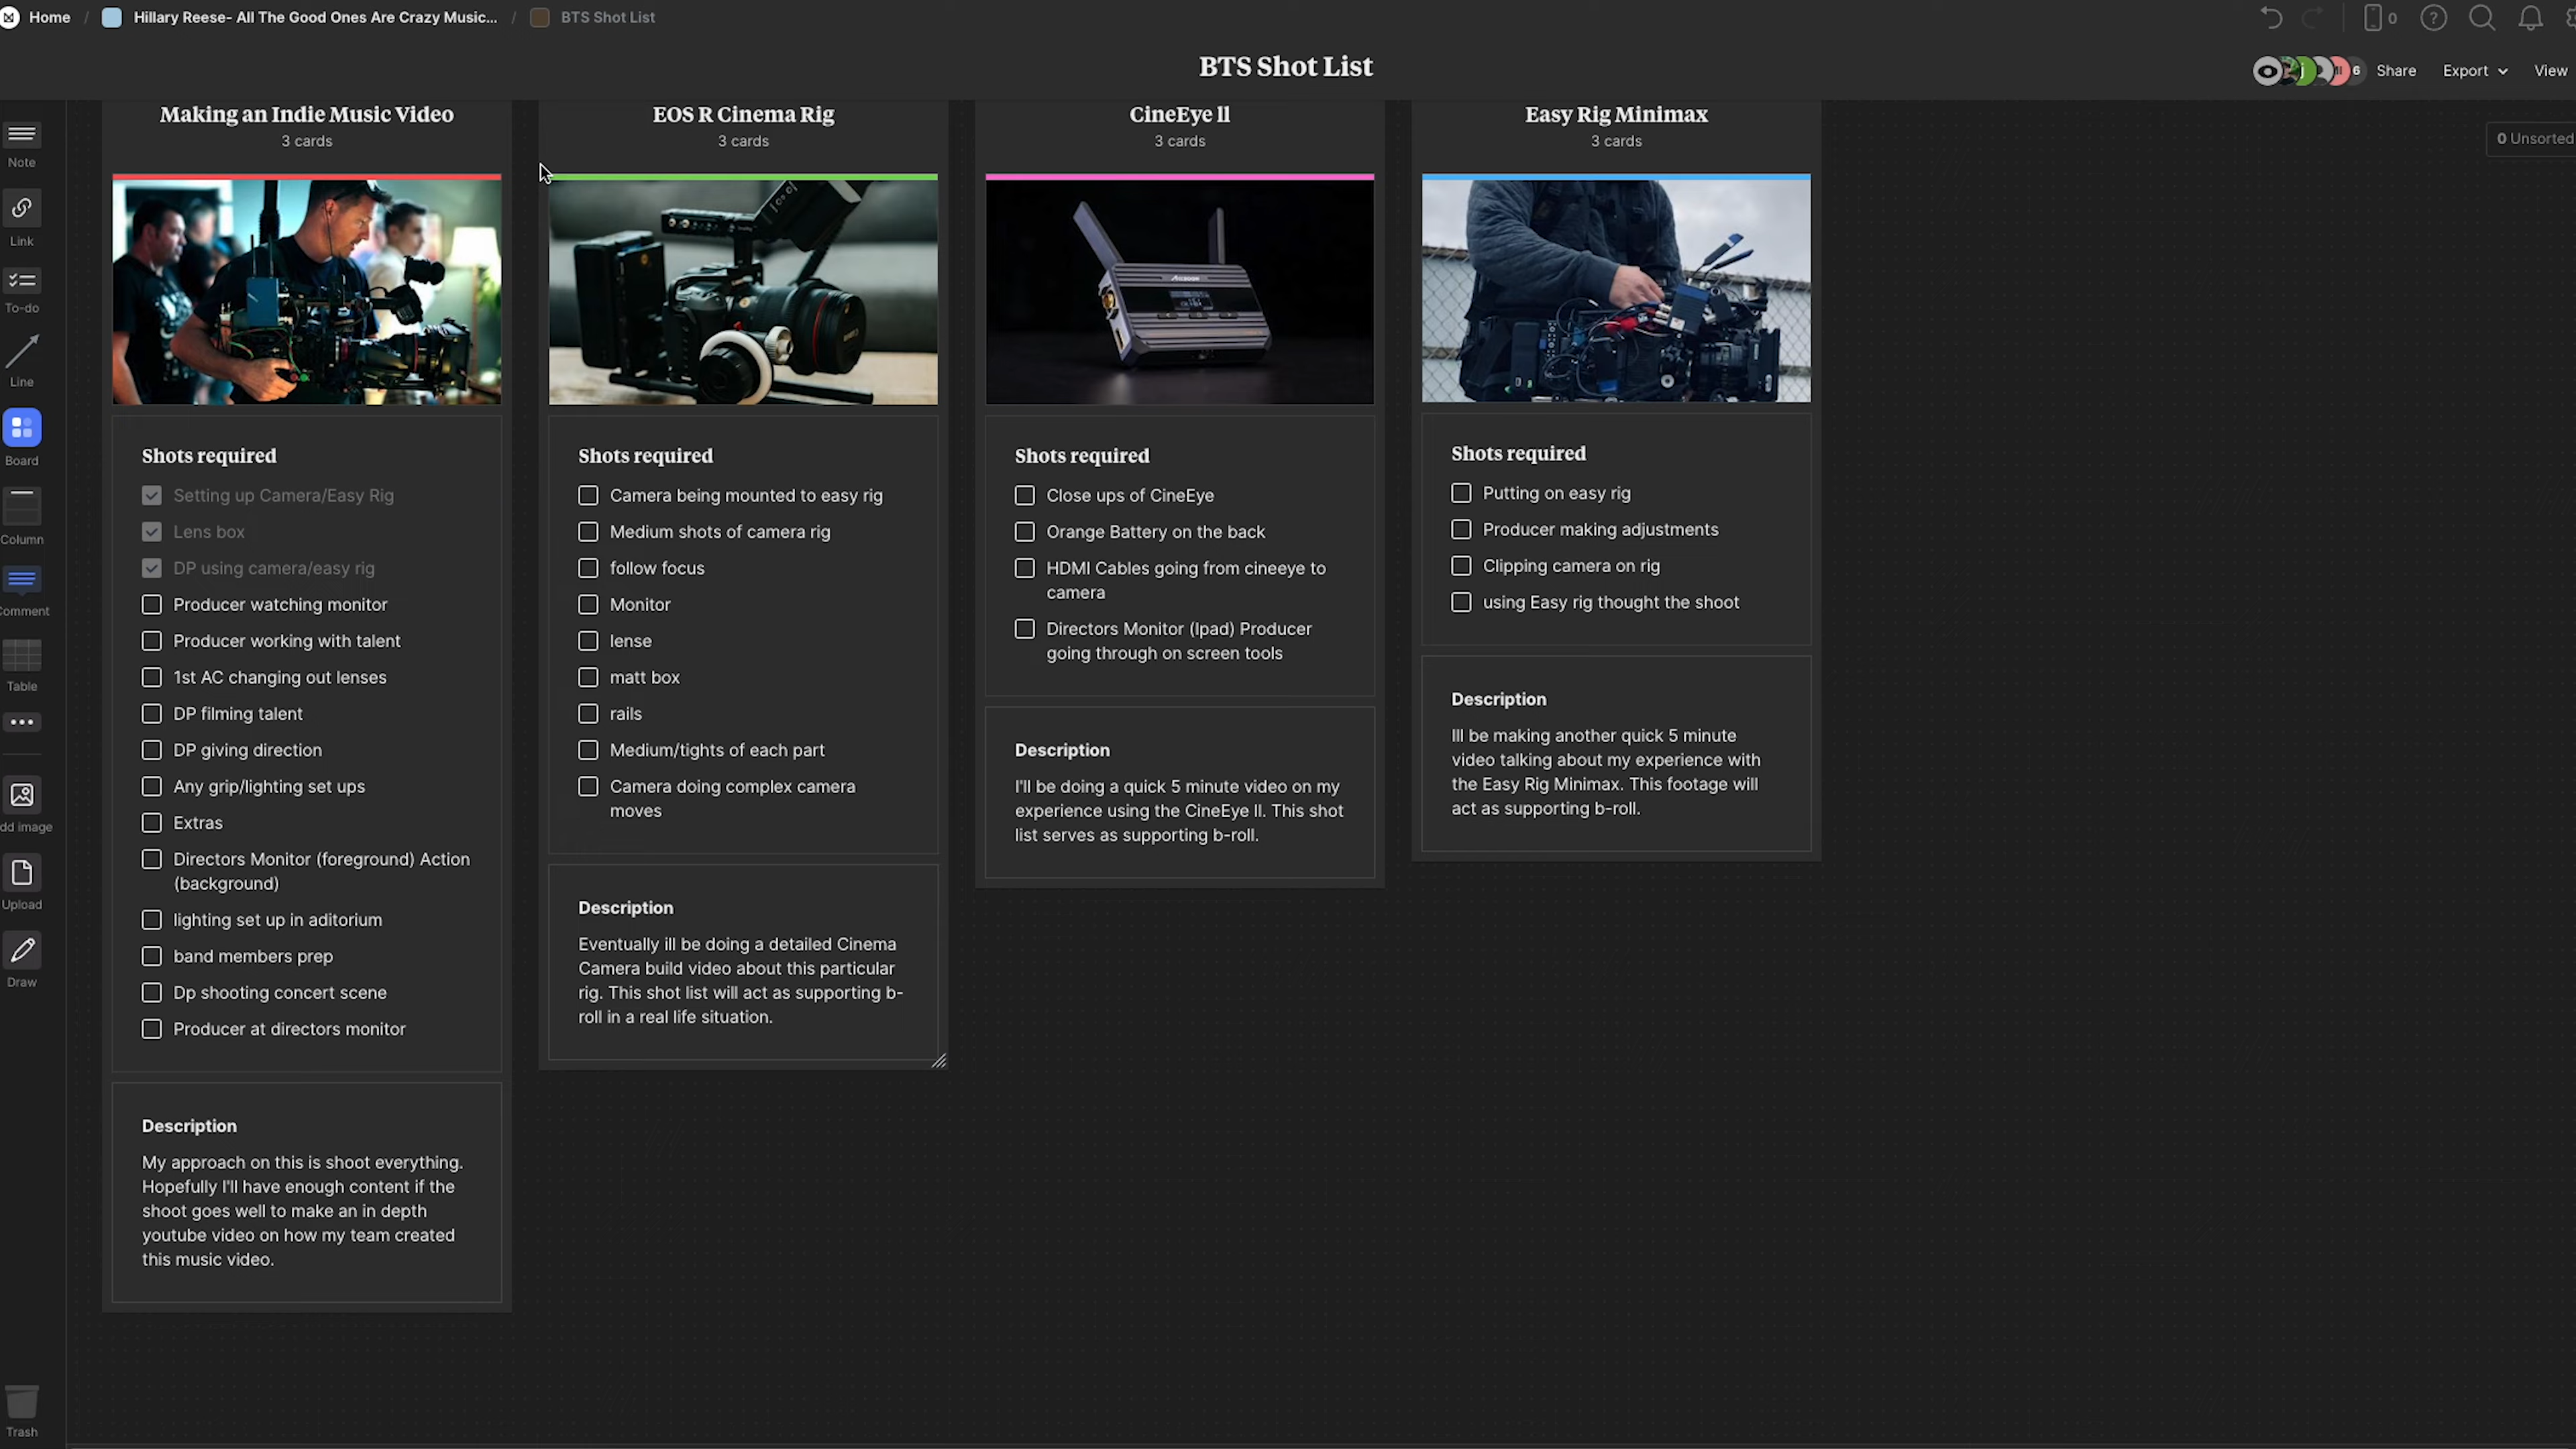 Home / Hillary Reese- All The Good Ones Are Crazy Music... / BTS Shot List
0
BTS Shot List
6 Share Export View
0 Unsorted
Note
Link
To-do
Line
Board
Column
Comment
Table
dd image
Upload
Draw
Trash
Making an Indie Music Video
3 cards
Shots required
Setting up Camera/Easy Rig
Lens box
DP using camera/easy rig
Producer watching monitor
Producer working with talent
1st AC changing out lenses
DP filming talent
DP giving direction
Any grip/lighting set ups
Extras
Directors Monitor (foreground) Action
(background)
lighting set up in aditorium
band members prep
Dp shooting concert scene
Producer at directors monitor
Description
My approach on this is shoot everything.
Hopefully I'll have enough content if the
shoot goes well to make an in depth
youtube video on how my team created
this music video.
EOS R Cinema Rig
3 cards
Shots required
Camera being mounted to easy rig
Medium shots of camera rig
follow focus
Monitor
lense
matt box
rails
Medium/tights of each part
Camera doing complex camera
moves
Description
Eventually ill be doing a detailed Cinema
Camera build video about this particular
rig. This shot list will act as supporting b-
roll in a real life situation.
CineEye ll
3 cards
Accsoon
Shots required
Close ups of CineEye
Orange Battery on the back
HDMI Cables going from cineeye to
camera
Directors Monitor (Ipad) Producer
going through on screen tools
Description
I'll be doing a quick 5 minute video on my
experience using the CineEye ll. This shot
list serves as supporting b-roll.
Easy Rig Minimax
3 cards
Shots required
Putting on easy rig
Producer making adjustments
Clipping camera on rig
using Easy rig thought the shoot
Description
Ill be making another quick 5 minute
video talking about my experience with
the Easy Rig Minimax. This footage will
act as supporting b-roll.